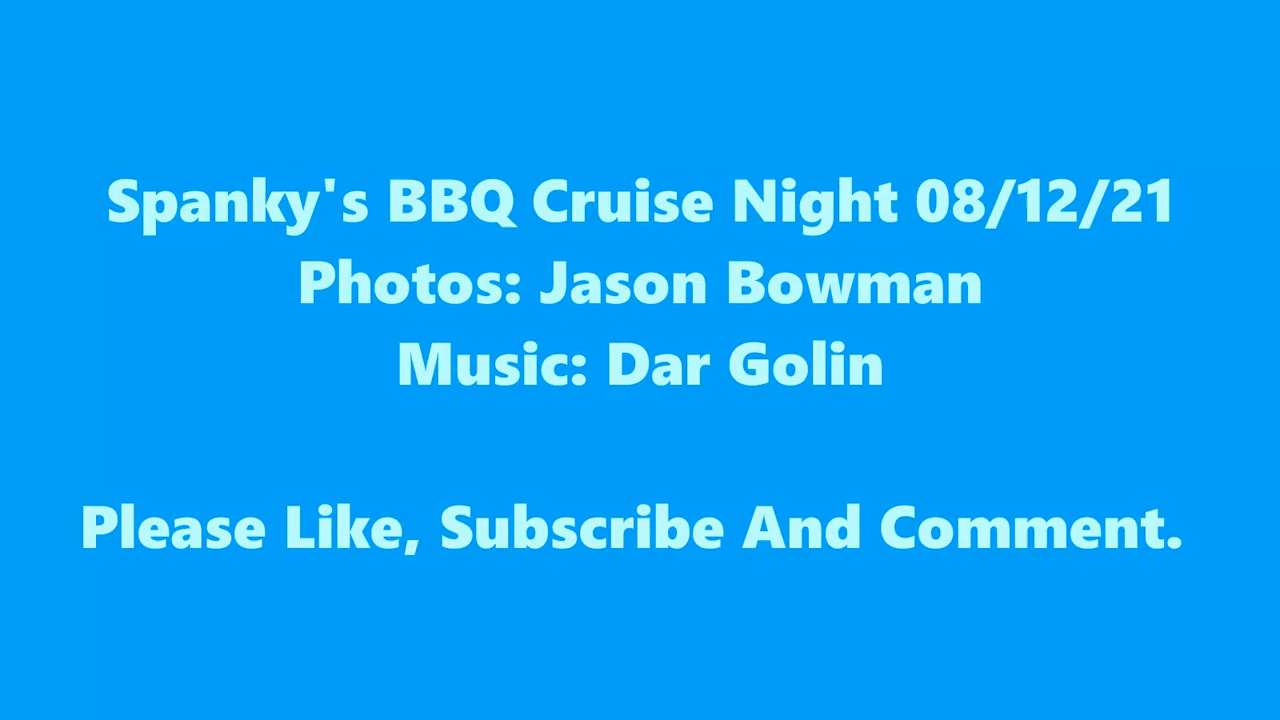 Spanky's BBQ Cruise Night 08/12/21
Photos: Jason Bowman
Music: Dar Golin
Please Like, Subscribe And Comment.